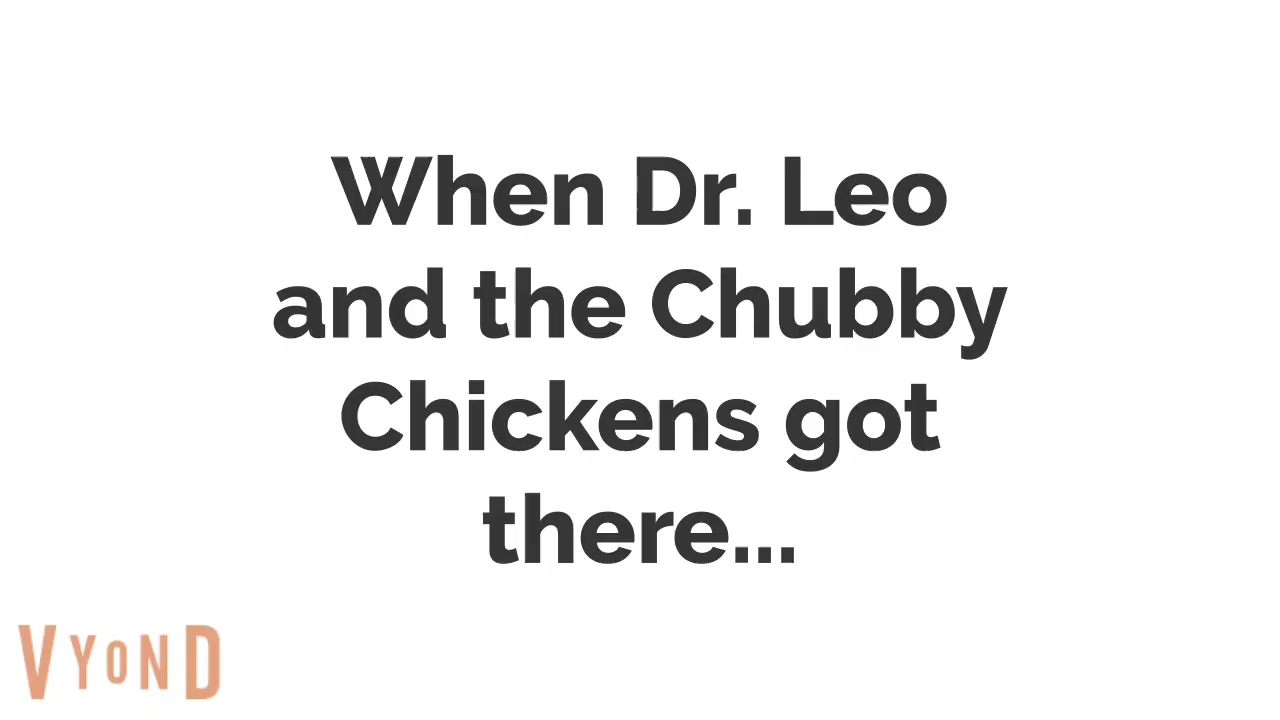 When Dr. Leo
and the Chubby
Chickens got
there...
VYOND